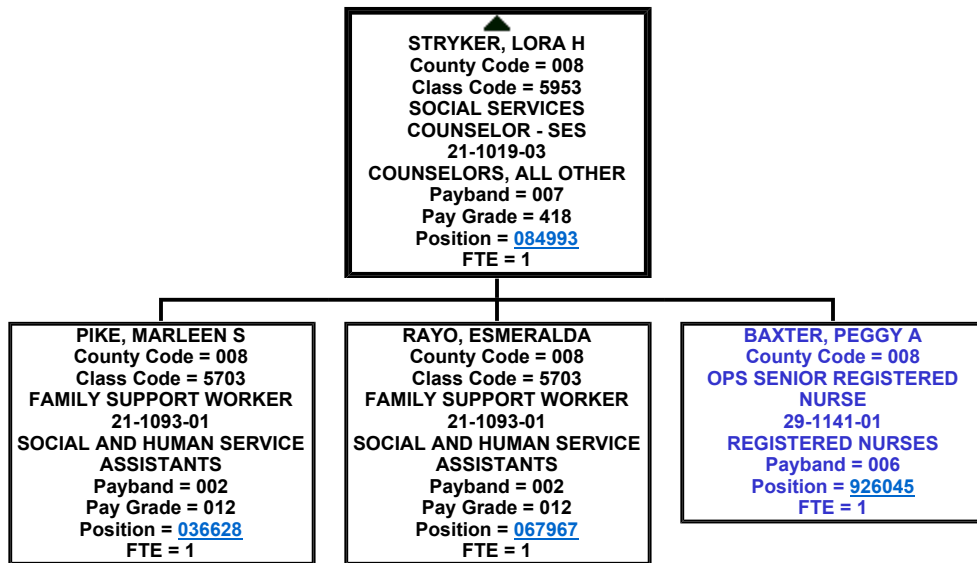 STRYKER, LORA H
County Code = 008
Class Code = 5953
SOCIAL SERVICES
COUNSELOR - SES
21-1019-03
COUNSELORS, ALL OTHER
Payband = 007
Pay Grade = 418
Position = 084993
FTE = 1
PIKE, MARLEEN S
County Code = 008
Class Code = 5703
FAMILY SUPPORT WORKER
21-1093-01
SOCIAL AND HUMAN SERVICE
ASSISTANTS
Payband = 002
Pay Grade = 012
Position = 036628
FTE = 1
RAYO, ESMERALDA
County Code = 008
Class Code = 5703
FAMILY SUPPORT WORKER
21-1093-01
SOCIAL AND HUMAN SERVICE
ASSISTANTS
Payband = 002
Pay Grade = 012
Position = 067967
FTE = 1
BAXTER, PEGGY A
County Code = 008
OPS SENIOR REGISTERED
NURSE
29-1141-01
REGISTERED NURSES
Payband = 006
Position = 926045
FTE = 1